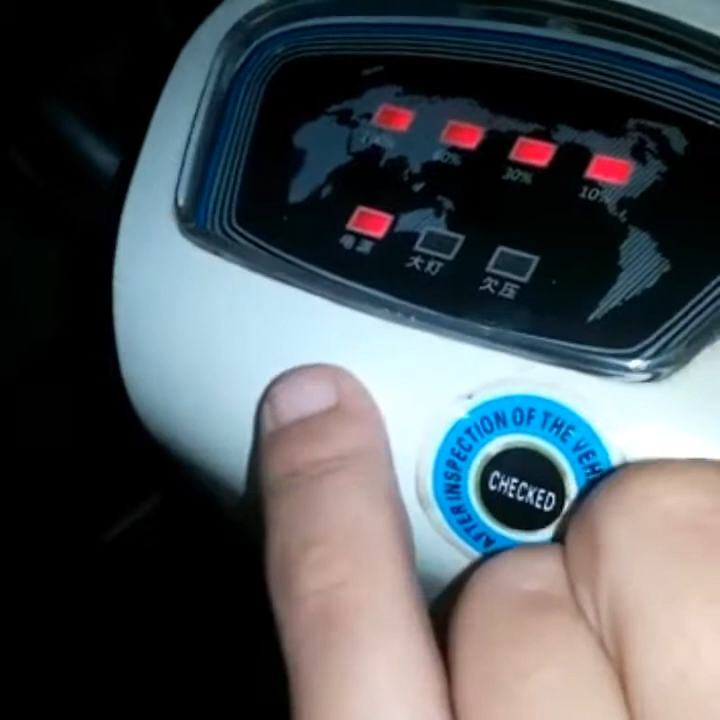 60%
30%
10%
电源
大灯
欠压
AFTER INSPECTION OF THE VEH
CHECKED